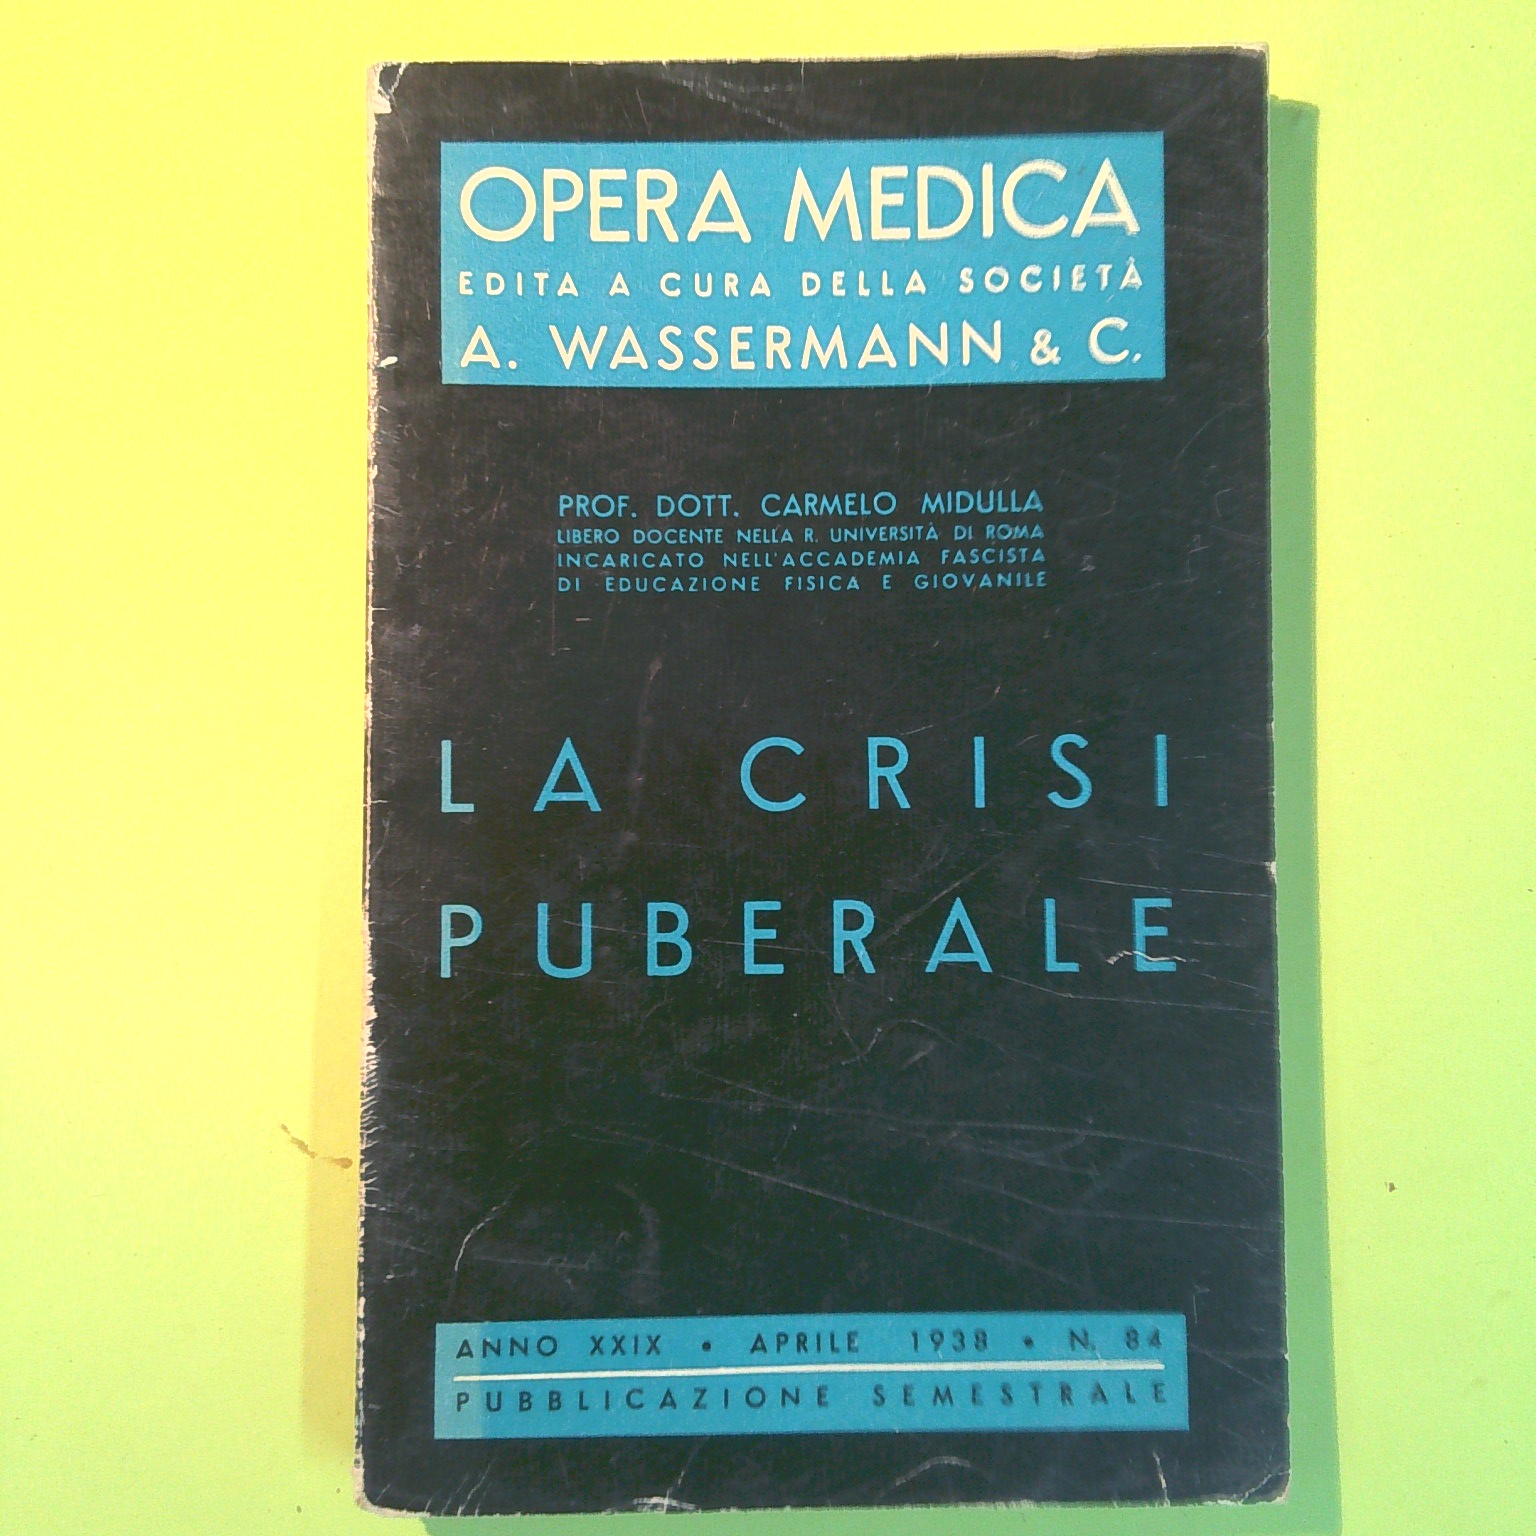 OPERA MEDICA
EDITA A CURA DELLA SOCIETÀ
A. WASSERMANN & C.
PROF. DOTT. CARMELO MIDULLA
LIBERO DOCENTE NELLA R. UNIVERSITÀ DI ROMA
INCARICATO NELL'ACCADEMIA FASCISTA
DI EDUCAZIONE FISICA E GIOVANILE
LA CRISI
PUBERALE
ANNO XXIX • APRILE 1938 • N. 84
PUBBLICAZIONE SEMESTRALE